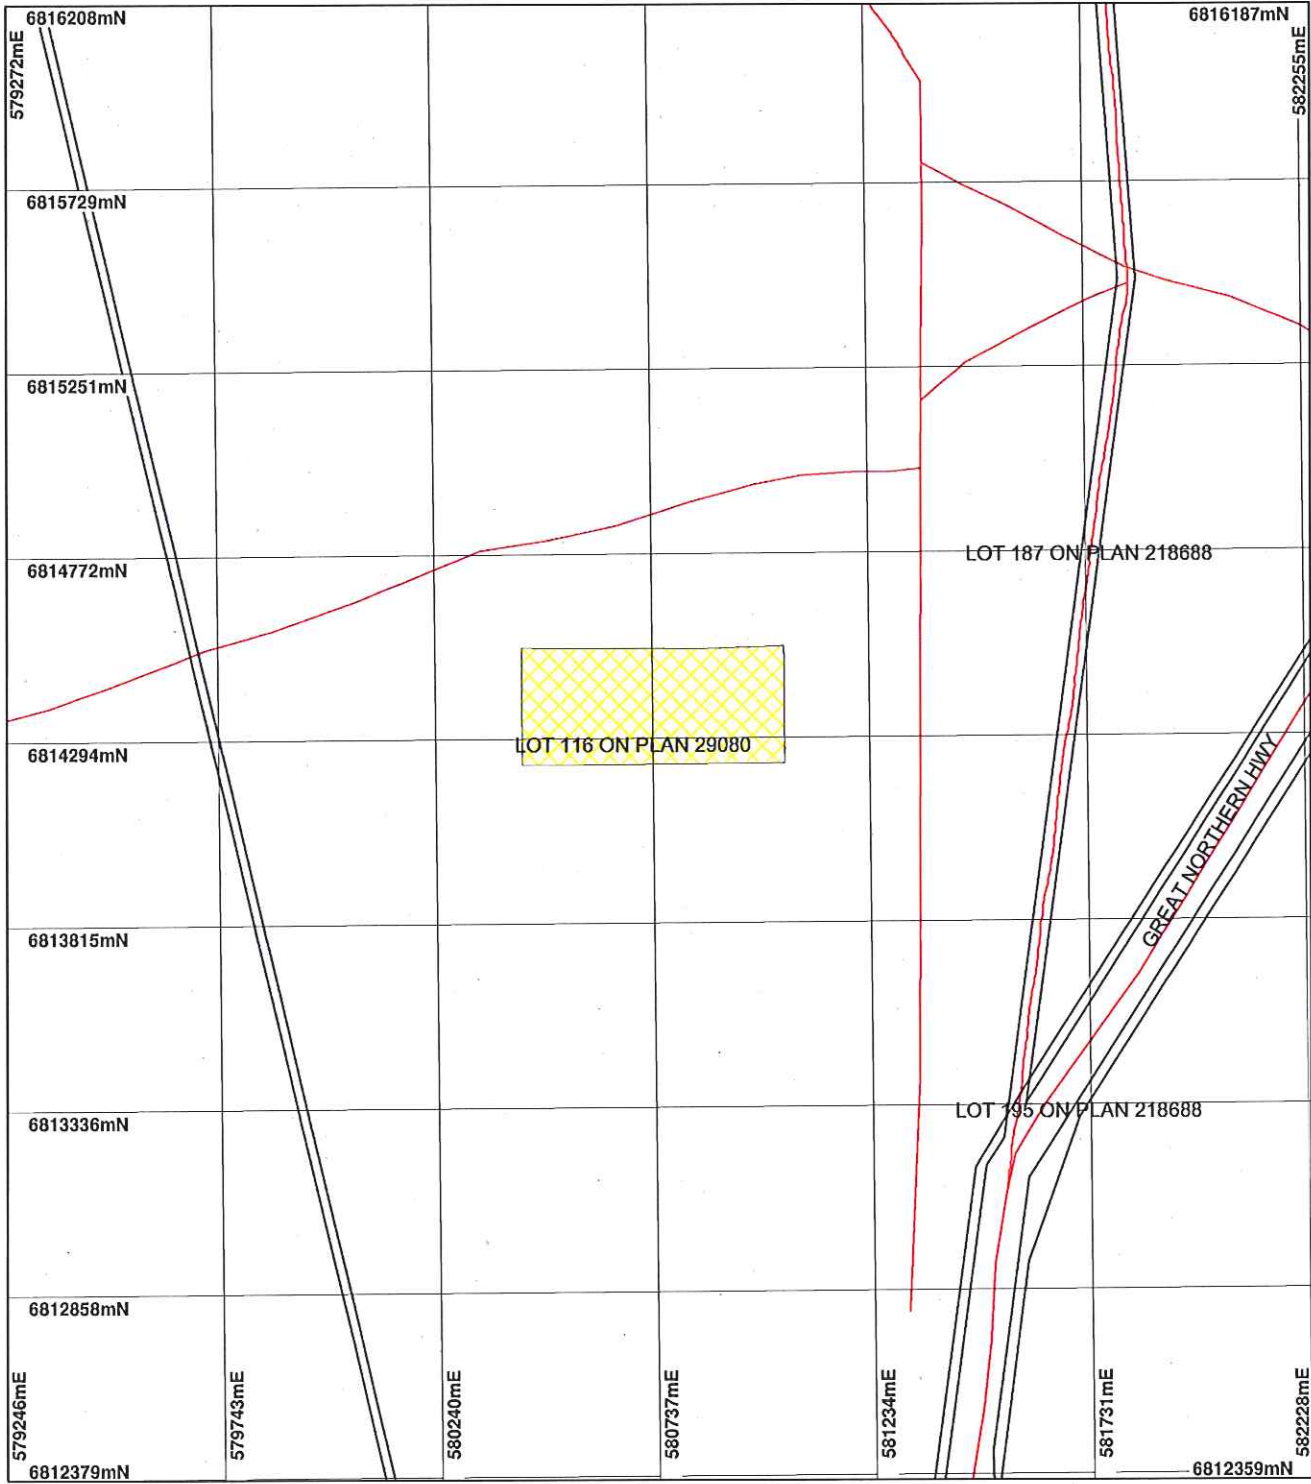 6816208mN
6816187mN
579272mE
582255mE
6815729mN
6815251mN
LOT 187 ON PLAN 218688
6814772mN
LOT 116 ON PLAN 29080
6814294mN
GREAT NORTHERN HWY
6813815mN
LOT 195 ON PLAN 218688
6813336mN
6812858mN
579246mE
579743mE
580240mE
580737mE
581234mE
581731mE
582228mE
6812379mN
6812359mN